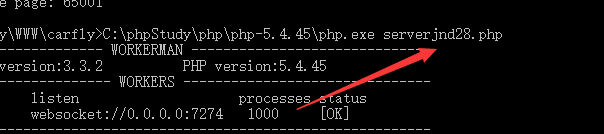 e page: 65001
y\WWW\carfly>C:\phpStudy\php\php-5.4.45\php.exe serverjnd28.php
---------------- WORKERMAN -----------------
version:3.3.2 PHP version:5.4.45
---------------- WORKERS -----------------
listen processes status
websocket://0.0.0.0:7274 1000 [OK]